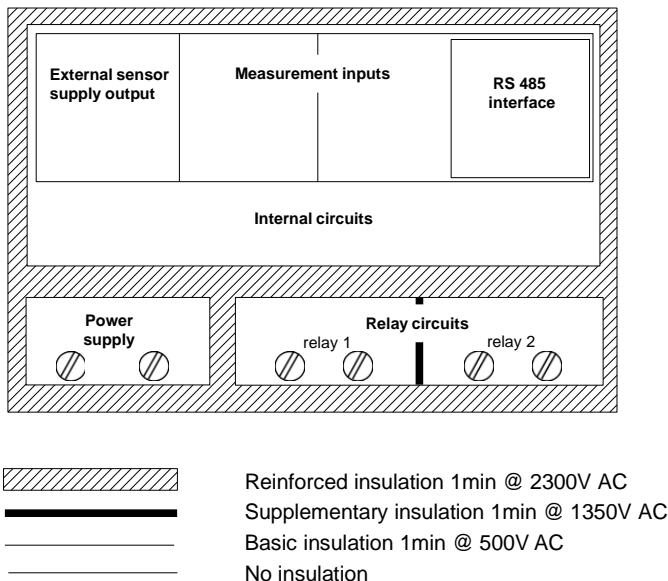 External sensor
supply output
Measurement inputs
RS 485
interface
Internal circuits
Power
supply
Relay circuits
relay 1
relay 2
Reinforced insulation 1min @ 2300V AC
Supplementary insulation 1min @ 1350V AC
Basic insulation 1min @ 500V AC
No insulation